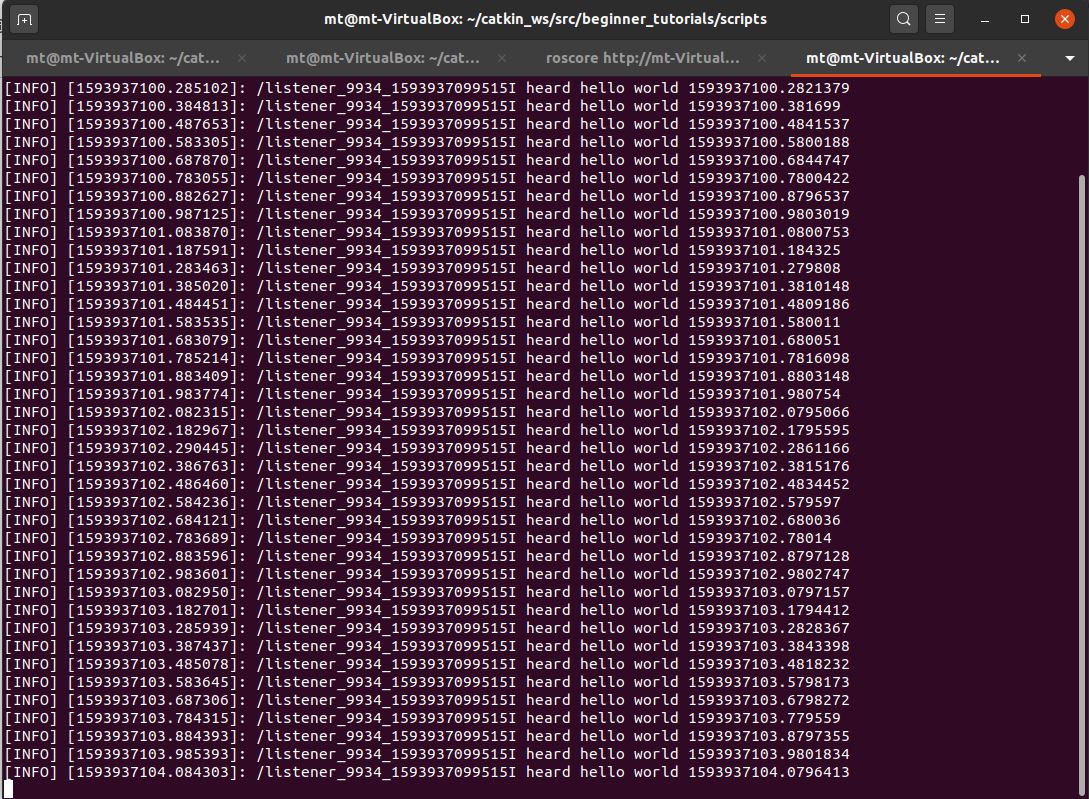 mt@mt-VirtualBox: ~/catkin_ws/src/beginner_tutorials/scripts
mt@mt-VirtualBox: ~/cat... mt@mt-VirtualBox: ~/cat... roscore http://mt-Virtual... mt@mt-VirtualBox: ~/cat...
[INFO] [1593937100.285102]: /listener_9934_1593937099515I heard hello world 1593937100.2821379
[INFO] [1593937100.384813]: /listener_9934_1593937099515I heard hello world 1593937100.381699
[INFO] [1593937100.487653]: /listener_9934_1593937099515I heard hello world 1593937100.4841537
[INFO] [1593937100.583305]: /listener_9934_1593937099515I heard hello world 1593937100.5800188
[INFO] [1593937100.687870]: /listener_9934_1593937099515I heard hello world 1593937100.6844747
[INFO] [1593937100.783055]: /listener_9934_1593937099515I heard hello world 1593937100.7800422
[INFO] [1593937100.882627]: /listener_9934_1593937099515I heard hello world 1593937100.8796537
[INFO] [1593937100.987125]: /listener_9934_1593937099515I heard hello world 1593937100.9803019
[INFO] [1593937101.083870]: /listener_9934_1593937099515I heard hello world 1593937101.0800753
[INFO] [1593937101.187591]: /listener_9934_1593937099515I heard hello world 1593937101.184325
[INFO] [1593937101.283463]: /listener_9934_1593937099515I heard hello world 1593937101.279808
[INFO] [1593937101.385020]: /listener_9934_1593937099515I heard hello world 1593937101.3810148
[INFO] [1593937101.484451]: /listener_9934_1593937099515I heard hello world 1593937101.4809186
[INFO] [1593937101.583535]: /listener_9934_1593937099515I heard hello world 1593937101.580011
[INFO] [1593937101.683079]: /listener_9934_1593937099515I heard hello world 1593937101.680051
[INFO] [1593937101.785214]: /listener_9934_1593937099515I heard hello world 1593937101.7816098
[INFO] [1593937101.883409]: /listener_9934_1593937099515I heard hello world 1593937101.8803148
[INFO] [1593937101.983774]: /listener_9934_1593937099515I heard hello world 1593937101.980754
[INFO] [1593937102.082315]: /listener_9934_1593937099515I heard hello world 1593937102.0795066
[INFO] [1593937102.182967]: /listener_9934_1593937099515I heard hello world 1593937102.1795595
[INFO] [1593937102.290445]: /listener_9934_1593937099515I heard hello world 1593937102.2861166
[INFO] [1593937102.386763]: /listener_9934_1593937099515I heard hello world 1593937102.3815176
[INFO] [1593937102.486460]: /listener_9934_1593937099515I heard hello world 1593937102.4834452
[INFO] [1593937102.584236]: /listener_9934_1593937099515I heard hello world 1593937102.579597
[INFO] [1593937102.684121]: /listener_9934_1593937099515I heard hello world 1593937102.680036
[INFO] [1593937102.783689]: /listener_9934_1593937099515I heard hello world 1593937102.78014
[INFO] [1593937102.883596]: /listener_9934_1593937099515I heard hello world 1593937102.8797128
[INFO] [1593937102.983601]: /listener_9934_1593937099515I heard hello world 1593937102.9802747
[INFO] [1593937103.082950]: /listener_9934_1593937099515I heard hello world 1593937103.0797157
[INFO] [1593937103.182701]: /listener_9934_1593937099515I heard hello world 1593937103.1794412
[INFO] [1593937103.285939]: /listener_9934_1593937099515I heard hello world 1593937103.2828367
[INFO] [1593937103.387437]: /listener_9934_1593937099515I heard hello world 1593937103.3843398
[INFO] [1593937103.485078]: /listener_9934_1593937099515I heard hello world 1593937103.4818232
[INFO] [1593937103.583645]: /listener_9934_1593937099515I heard hello world 1593937103.5798173
[INFO] [1593937103.687306]: /listener_9934_1593937099515I heard hello world 1593937103.6798272
[INFO] [1593937103.784315]: /listener_9934_1593937099515I heard hello world 1593937103.779559
[INFO] [1593937103.884393]: /listener_9934_1593937099515I heard hello world 1593937103.8797355
[INFO] [1593937103.985393]: /listener_9934_1593937099515I heard hello world 1593937103.9801834
[INFO] [1593937104.084303]: /listener_9934_1593937099515I heard hello world 1593937104.0796413